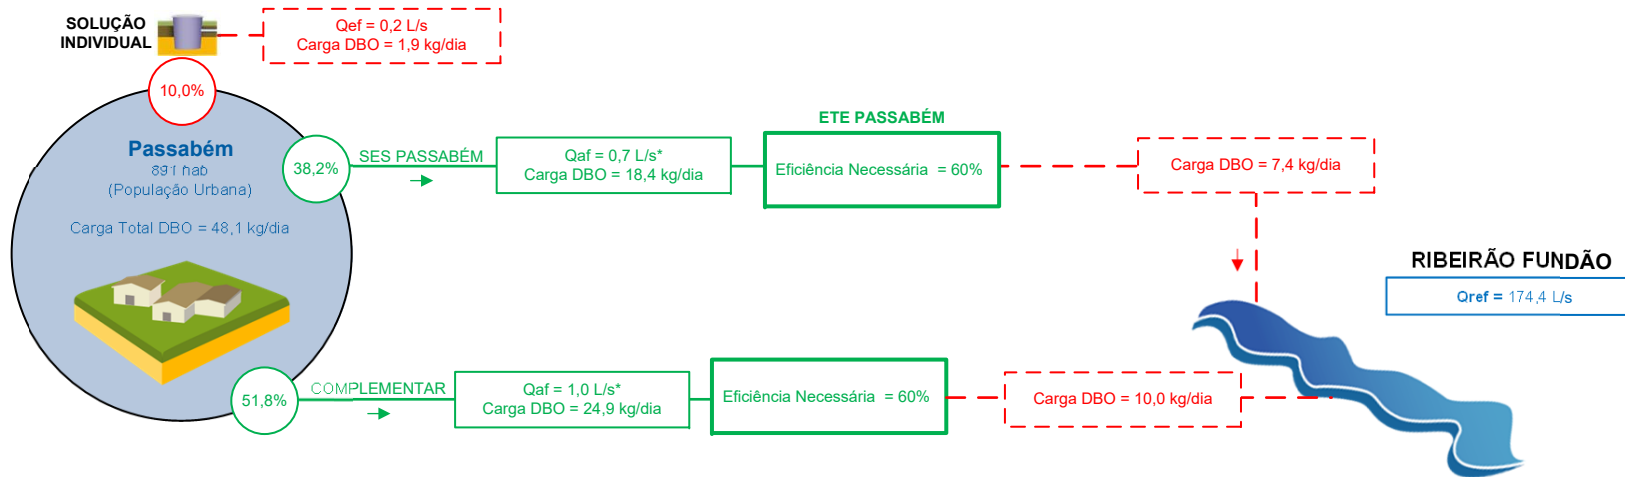 SOLUÇÃO
INDIVIDUAL
Qef = 0,2 L/s
Carga DBO = 1,9 kg/dia
10,0%
Passabém
891 hab
(População Urbana)
Carga Total DBO = 48,1 kg/dia
38,2%
SES PASSABÉM
Qaf = 0,7 L/s*
Carga DBO = 18,4 kg/dia
ETE PASSABÉM
Eficiência Necessária = 60%
Carga DBO = 7,4 kg/dia
RIBEIRÃO FUNDÃO
Qref = 174,4 L/s
51,8%
COMPLEMENTAR
Qaf = 1,0 L/s*
Carga DBO = 24,9 kg/dia
Eficiência Necessária = 60%
Carga DBO = 10,0 kg/dia